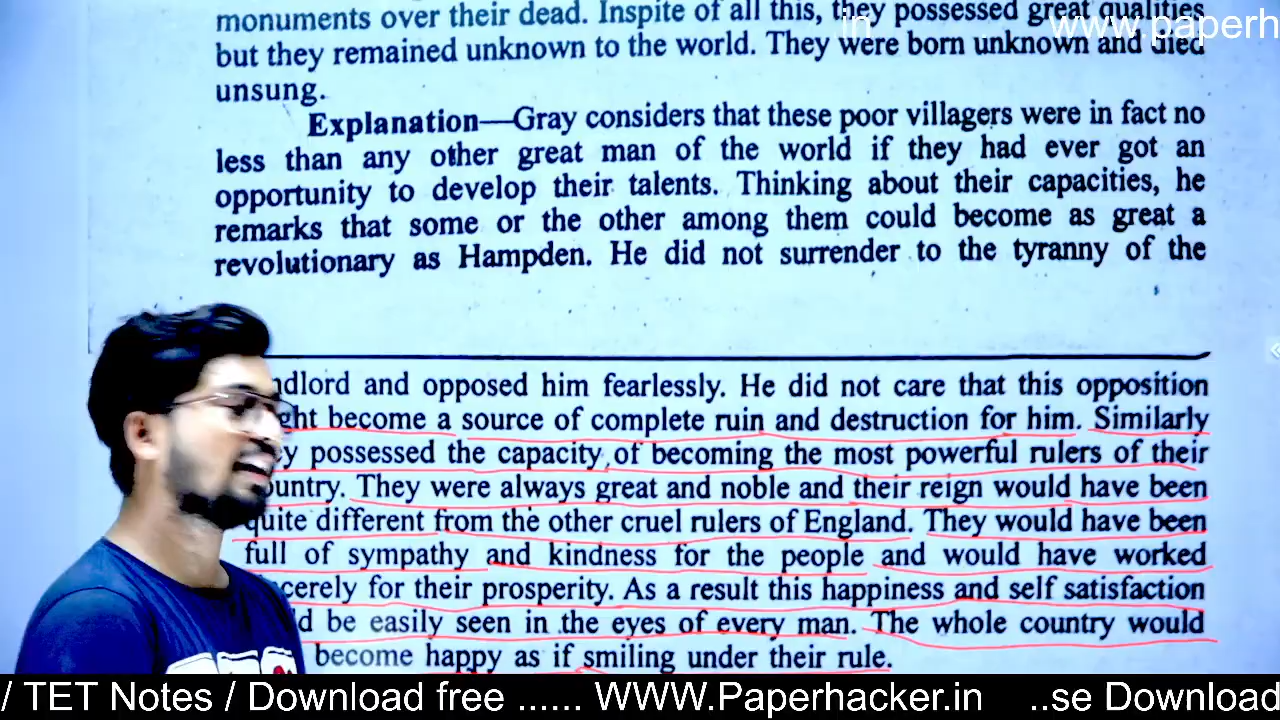 monuments over their dead. Inspite of all this, they possessed great qualities
in www.paperh
but they remained unknown to the world. They were born unknown and died
unsung.
Explanation—Gray considers that these poor villagers were in fact no
less than any other great man of the world if they had ever got an
opportunity to develop their talents. Thinking about their capacities, he
remarks that some or the other among them could become as great a
revolutionary as Hampden. He did not surrender to the tyranny of the
ndlord and opposed him fearlessly. He did not care that this opposition
ght become a source of complete ruin and destruction for him. Similarly
ey possessed the capacity of becoming the most powerful rulers of their
ountry. They were always great and noble and their reign would have been
quite different from the other cruel rulers of England. They would have been
full of sympathy and kindness for the people and would have worked
cerely for their prosperity. As a result this happiness and self satisfaction
d be easily seen in the eyes of every man. The whole country would
become happy as if smiling under their rule.
/ TET Notes / Download free ...... WWW.Paperhacker.in ..se Download